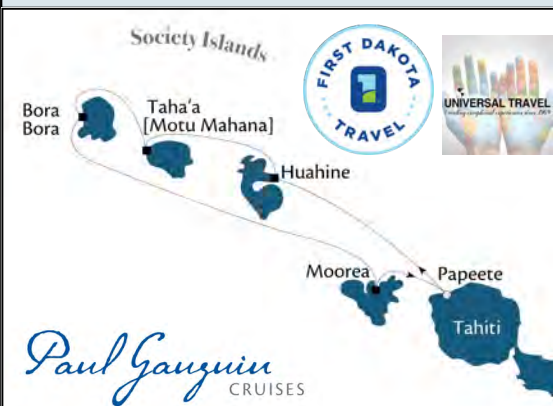 Society Islands
FIRST DAKOTA
TRAVEL
UNIVERSAL TRAVEL
Bora
Bora
Taha'a
[Motu Mahana]
Huahine
Moorea
Papeete
Tahiti
Paul Gauguin
CRUISES